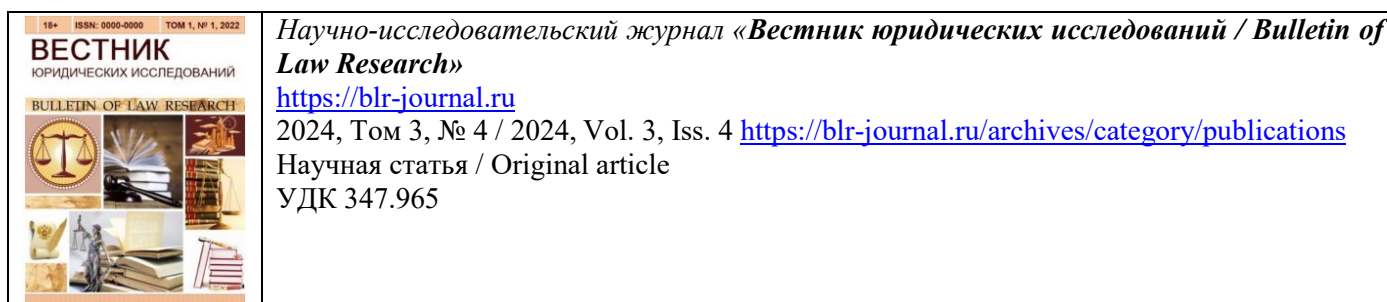 18+ ISSN: 0000-0000 ТОМ 1, № 1, 2022
ВЕСТНИК
ЮРИДИЧЕСКИХ ИССЛЕДОВАНИЙ
BULLETIN OF LAW RESEARCH
Научно-исследовательский журнал «Вестник юридических исследований / Bulletin of
Law Research»
https://blr-journal.ru
2024, Том 3, № 4 / 2024, Vol. 3, Iss. 4 https://blr-journal.ru/archives/category/publications
Научная статья / Original article
УДК 347.965